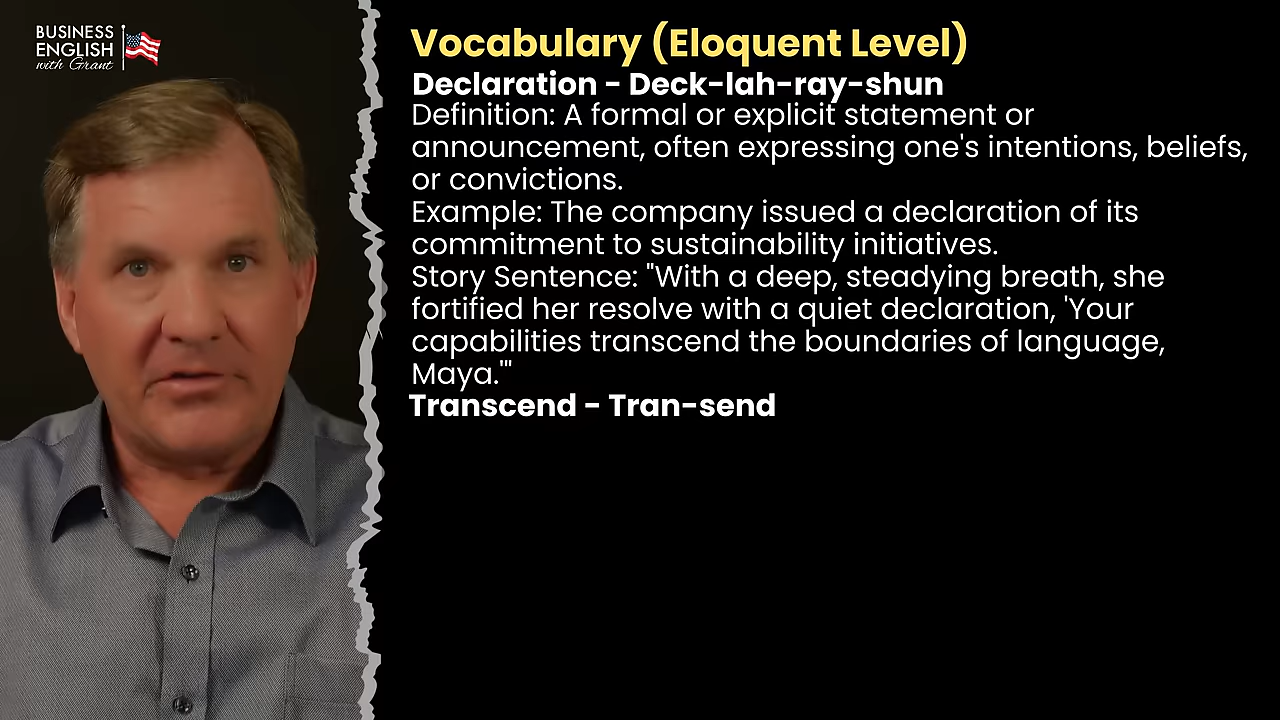 BUSINESS
ENGLISH
with Grant
Vocabulary (Eloquent Level)
Declaration - Deck-lah-ray-shun
Definition: A formal or explicit statement or
announcement, often expressing one's intentions, beliefs,
or convictions.
Example: The company issued a declaration of its
commitment to sustainability initiatives.
Story Sentence: "With a deep, steadying breath, she
fortified her resolve with a quiet declaration, 'Your
capabilities transcend the boundaries of language,
Maya.'"
Transcend - Tran-send